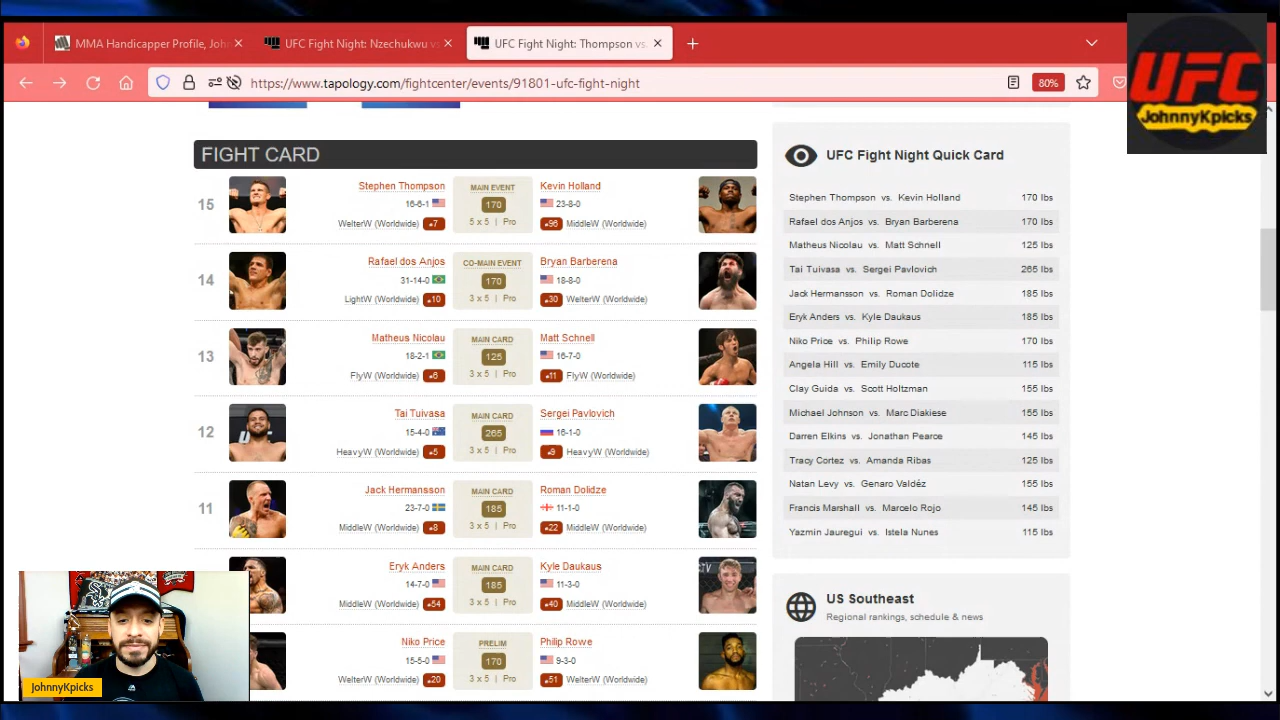 MMA Handicapper Profile, Joh
UFC Fight Night: Nzechukwu v
UFC Fight Night: Thompson vs.
https://www.tapology.com/fightcenter/events/91801-ufc-fight-night
80%
UFC
JohnnyKpicks
FIGHT CARD
15
Stephen Thompson
16-6-1
WelterW (Worldwide) #7
MAIN EVENT
170
5 x 5 | Pro
Kevin Holland
23-8-0
#96 MiddleW (Worldwide)
14
Rafael dos Anjos
31-14-0
LightW (Worldwide) #10
CO-MAIN EVENT
170
3 x 5 | Pro
Bryan Barberena
18-8-0
#30 WelterW (Worldwide)
13
Matheus Nicolau
18-2-1
FlyW (Worldwide) #6
MAIN CARD
125
3 x 5 | Pro
Matt Schnell
16-7-0
#11 FlyW (Worldwide)
12
Tai Tuivasa
15-4-0
HeavyW (Worldwide) #5
MAIN CARD
265
3 x 5 | Pro
Sergei Pavlovich
16-1-0
#9 HeavyW (Worldwide)
11
Jack Hermansson
23-7-0
MiddleW (Worldwide) #8
MAIN CARD
185
3 x 5 | Pro
Roman Dolidze
11-1-0
#22 MiddleW (Worldwide)
Eryk Anders
14-7-0
MiddleW (Worldwide) #54
MAIN CARD
185
3 x 5 | Pro
Kyle Daukaus
11-3-0
#40 MiddleW (Worldwide)
Niko Price
15-5-0
WelterW (Worldwide) #20
PRELIM
170
3 x 5 | Pro
Philip Rowe
9-3-0
#51 WelterW (Worldwide)
UFC Fight Night Quick Card
Stephen Thompson vs. Kevin Holland 170 lbs
Rafael dos Anjos vs. Bryan Barberena 170 lbs
Matheus Nicolau vs. Matt Schnell 125 lbs
Tai Tuivasa vs. Sergei Pavlovich 265 lbs
Jack Hermansson vs. Roman Dolidze 185 lbs
Eryk Anders vs. Kyle Daukaus 185 lbs
Niko Price vs. Philip Rowe 170 lbs
Angela Hill vs. Emily Ducote 115 lbs
Clay Guida vs. Scott Holtzman 155 lbs
Michael Johnson vs. Marc Diakiese 155 lbs
Darren Elkins vs. Jonathan Pearce 145 lbs
Tracy Cortez vs. Amanda Ribas 125 lbs
Natan Levy vs. Genaro Valdéz 155 lbs
Francis Marshall vs. Marcelo Rojo 145 lbs
Yazmin Jauregui vs. Istela Nunes 115 lbs
US Southeast
Regional rankings, schedule & news
JohnnyKpicks